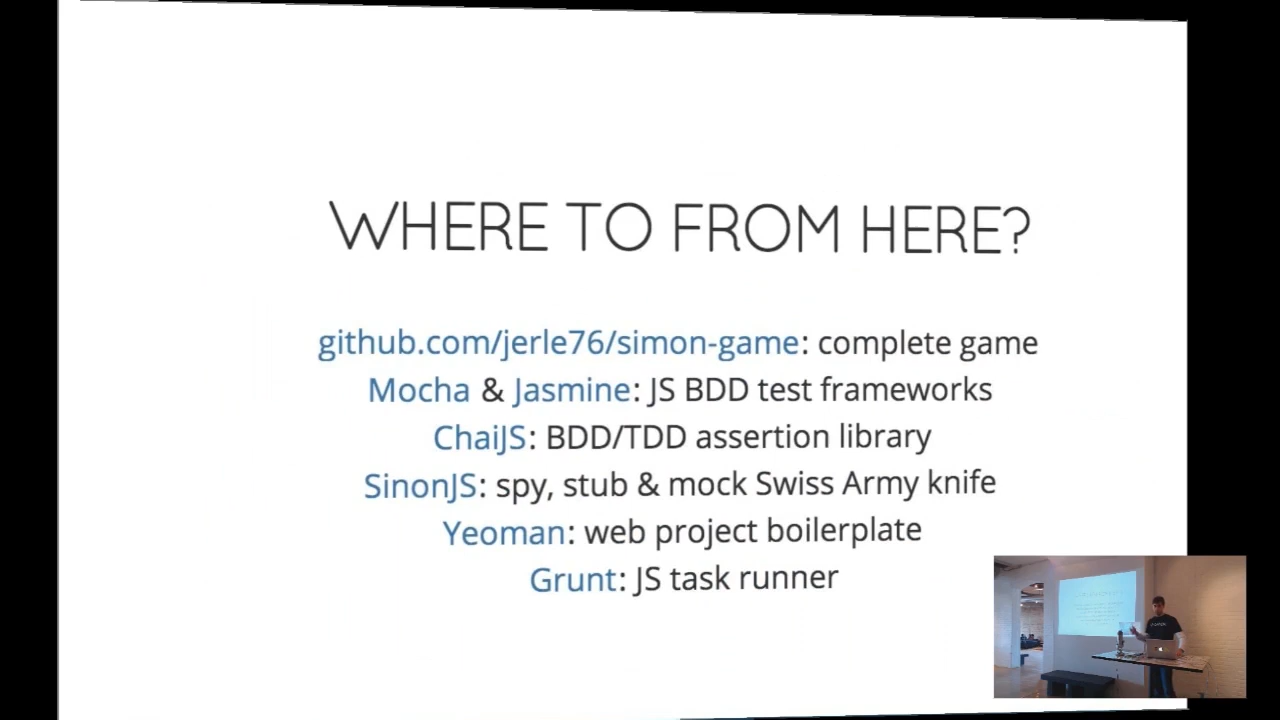 WHERE TO FROM HERE?
github.com/jerle76/simon-game: complete game
Mocha & Jasmine: JS BDD test frameworks
ChaiJS: BDD/TDD assertion library
SinonJS: spy, stub & mock Swiss Army knife
Yeoman: web project boilerplate
Grunt: JS task runner